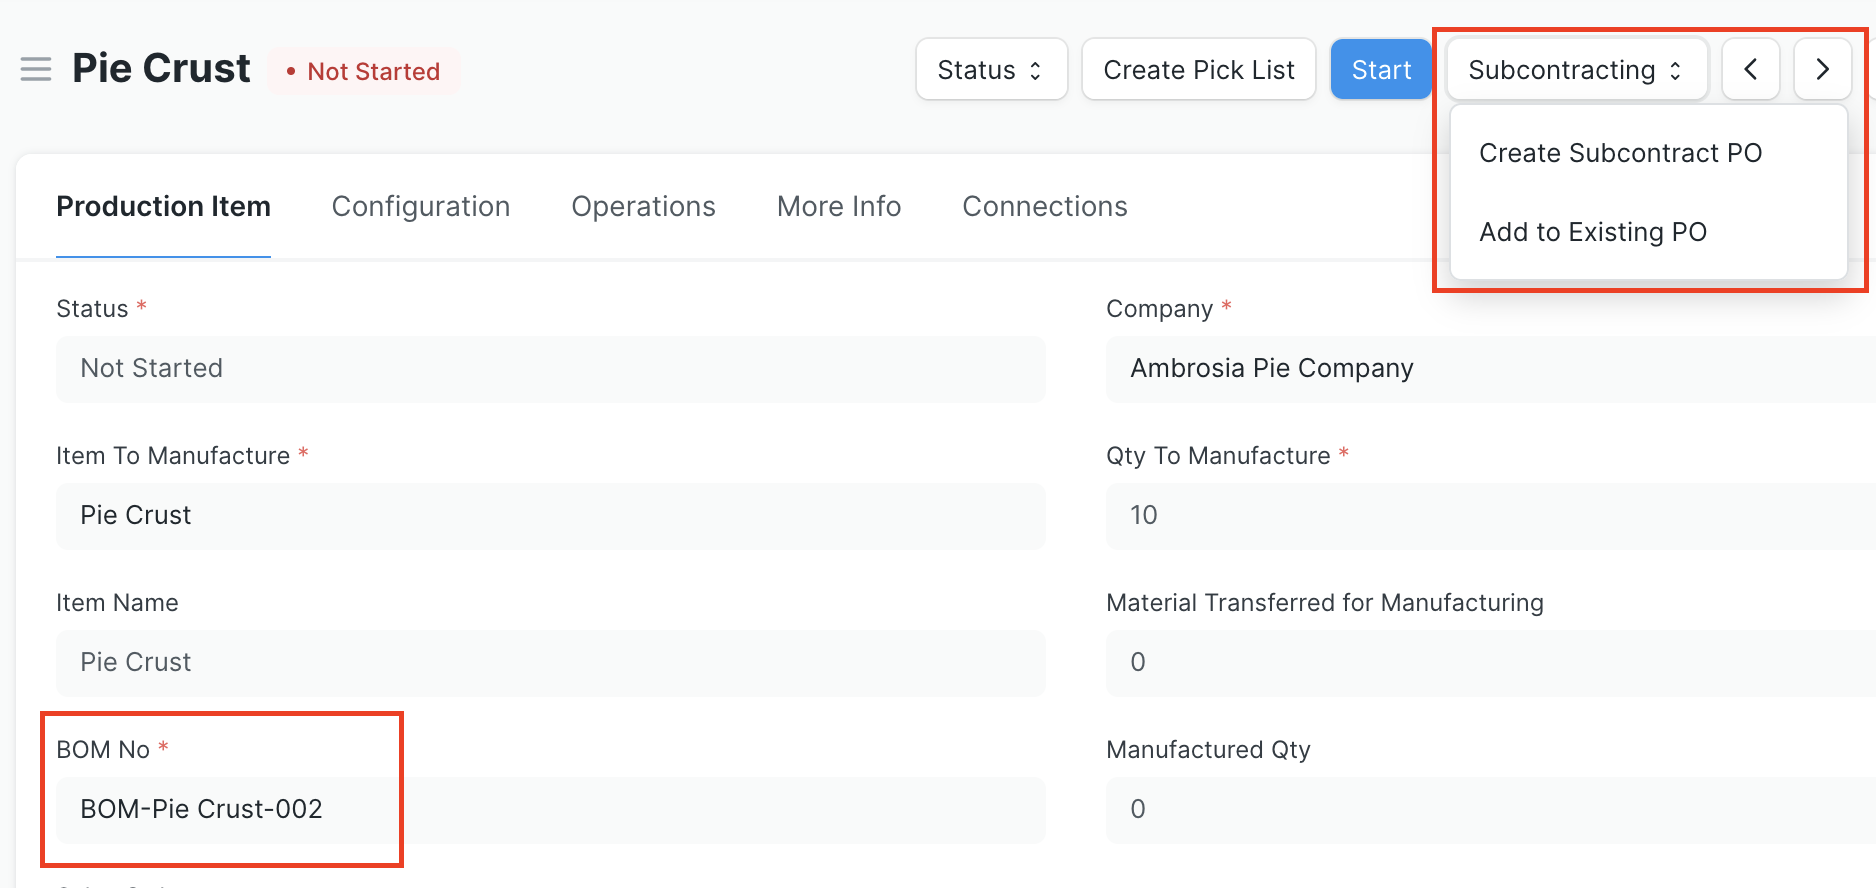 Pie Crust • Not Started Status Create Pick List Start Subcontracting
Create Subcontract PO
Add to Existing PO
Production Item Configuration Operations More Info Connections
Status * Company *
Not Started Ambrosia Pie Company
Item To Manufacture * Qty To Manufacture *
Pie Crust 10
Item Name Material Transferred for Manufacturing
Pie Crust 0
BOM No * Manufactured Qty
BOM-Pie Crust-002 0